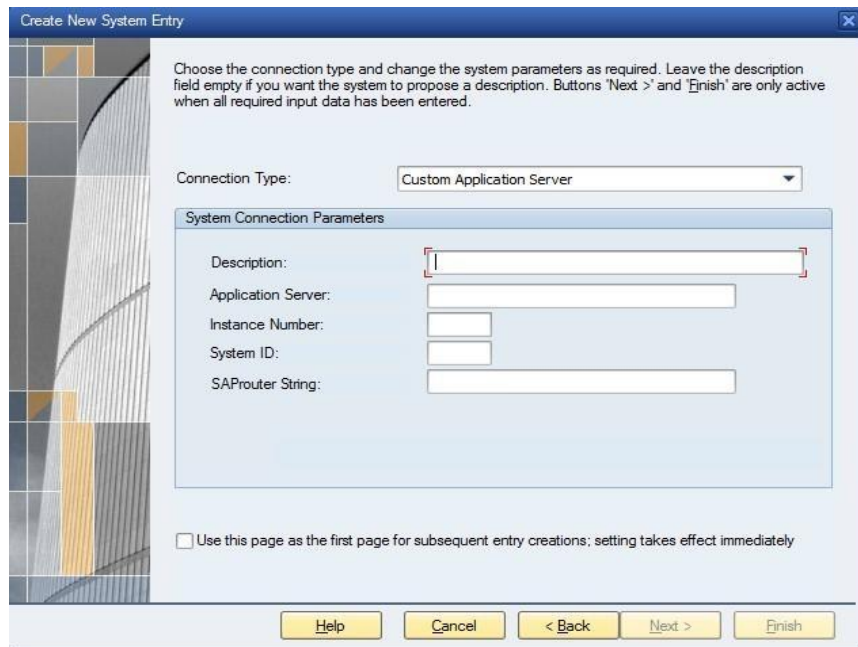 Create New System Entry
Choose the connection type and change the system parameters as required. Leave the description
field empty if you want the system to propose a description. Buttons 'Next >' and 'Finish' are only active
when all required input data has been entered.
Connection Type: Custom Application Server
System Connection Parameters
Description:
Application Server:
Instance Number:
System ID:
SAProuter String:
Use this page as the first page for subsequent entry creations; setting takes effect immediately
Help Cancel < Back Next > Finish